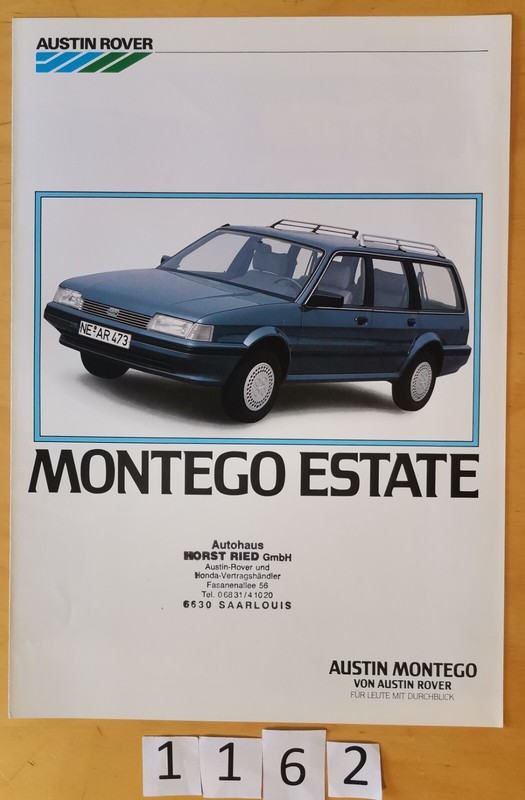 AUSTIN ROVER
NE AR 473
MONTEGO ESTATE
Autohaus
HORST RIED GmbH
Austin-Rover und
Honda-Vertragshändler
Fasanenallee 56
Tel. 06831/41020
6630 SAARLOUIS
AUSTIN MONTEGO
VON AUSTIN ROVER
FÜR LEUTE MIT DURCHBLICK
1 1 6 2